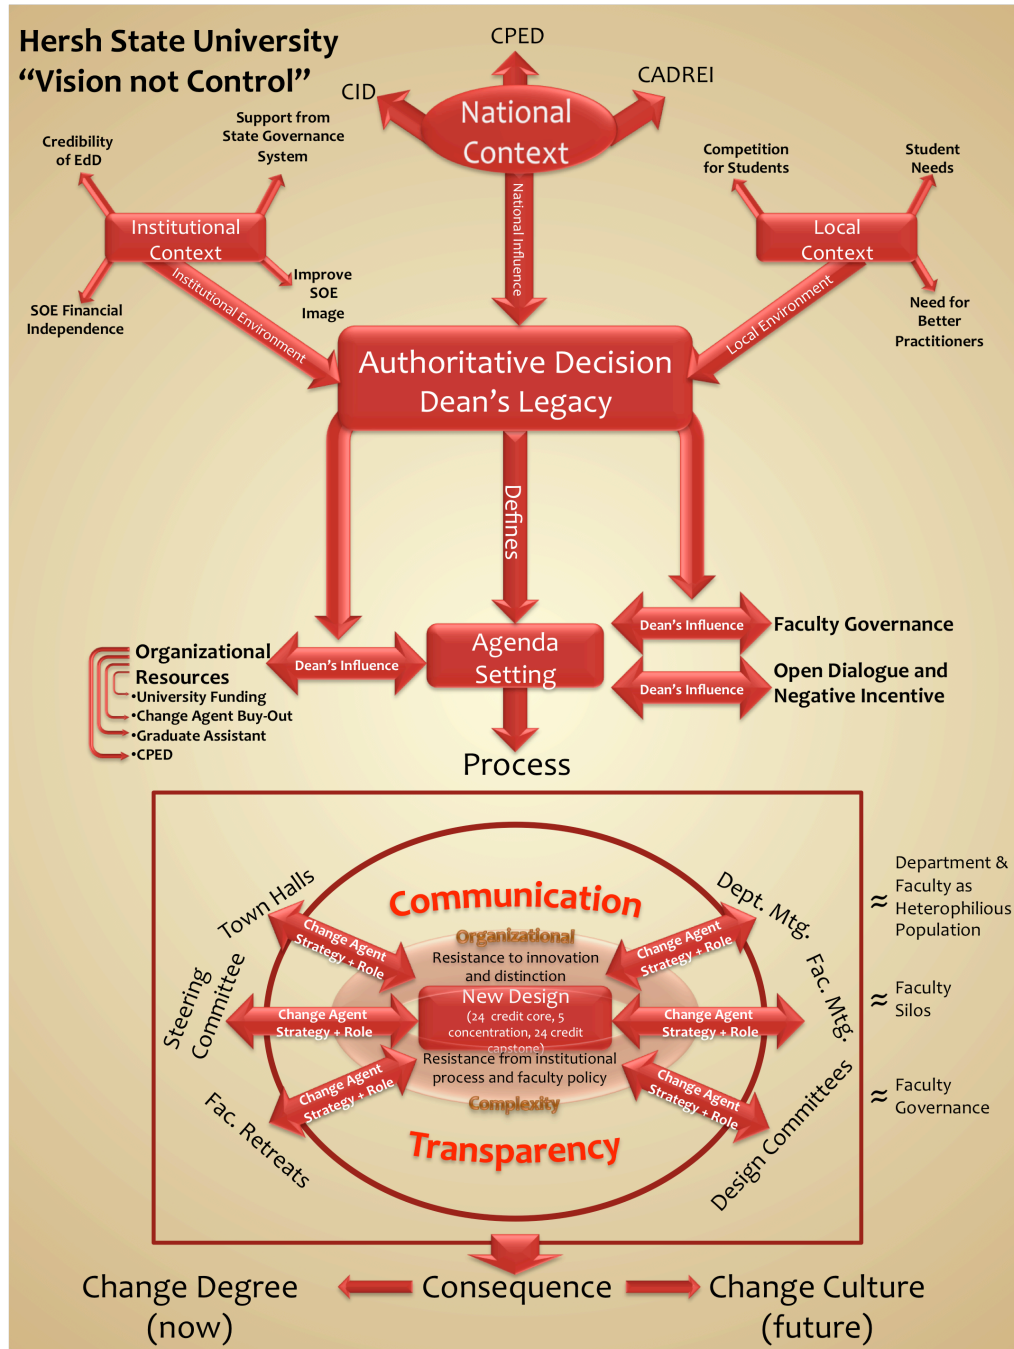 Hersh State University
“Vision not Control”
CPED
CID
CADREI
National
Context
Credibility
of EdD
Support from
State Governance
System
Institutional
Context
SOE Financial
Independence
Improve
SOE
Image
Competition
for Students
Student
Needs
Local
Context
Need for
Better
Practitioners
Institutional Environment
National Influence
Local Environment
Authoritative Decision
Dean’s Legacy
Defines
Organizational
Resources
•University Funding
•Change Agent Buy-Out
•Graduate Assistant
•CPED
Dean’s Influence
Agenda
Setting
Dean’s Influence
Faculty Governance
Dean’s Influence
Open Dialogue and
Negative Incentive
Process
Town Halls
Steering
Committee
Fac. Retreats
Communication
Organizational
Resistance to innovation
and distinction
New Design
(24 credit core, 5
concentration, 24 credit
capstone)
Resistance from institutional
process and faculty policy
Complexity
Transparency
Change Agent
Strategy + Role
Change Agent
Strategy + Role
Change Agent
Strategy + Role
Change Agent
Strategy + Role
Change Agent
Strategy + Role
Change Agent
Strategy + Role
Dept. Mtg.
Fac. Mtg.
Design Committees
≈ Department &
Faculty as
Heterophilious
Population
≈ Faculty
Silos
≈ Faculty
Governance
Change Degree
(now)
Consequence
Change Culture
(future)